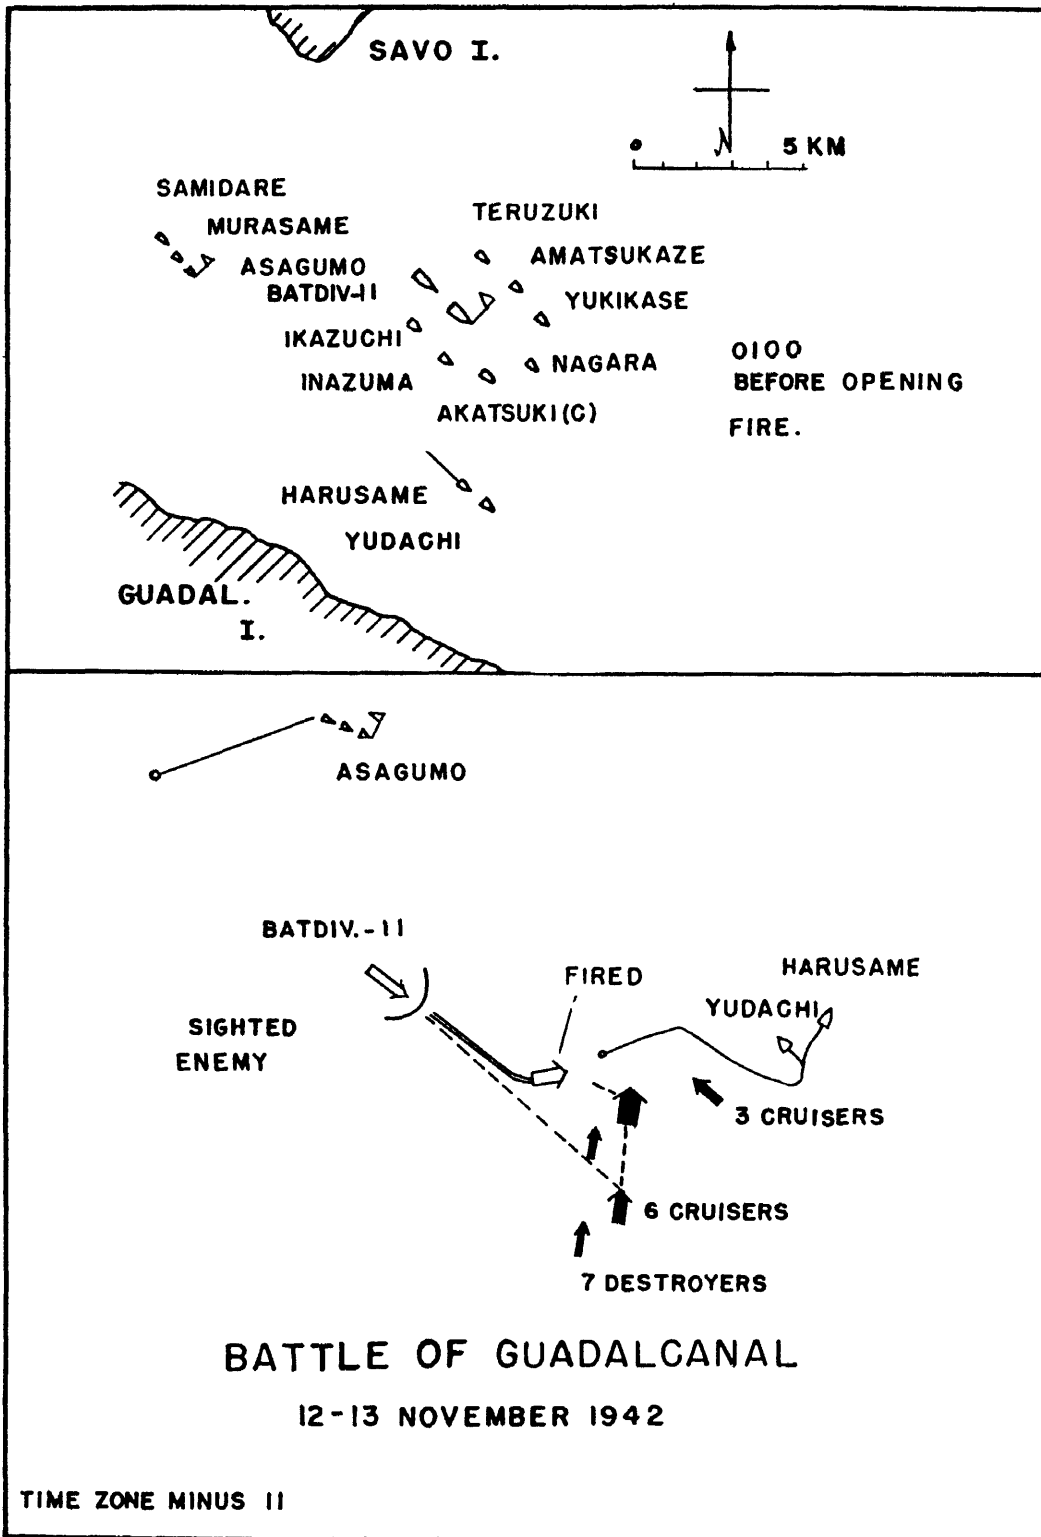 SAVO I.
N
0 5 KM
SAMIDARE
MURASAME
TERUZUKI
ASAGUMO
AMATSUKAZE
BATDIV-11
YUKIKASE
IKAZUCHI
INAZUMA
NAGARA
AKATSUKI(C)
0100
BEFORE OPENING
FIRE.
HARUSAME
YUDACHI
GUADAL.
I.
ASAGUMO
BATDIV.-11
FIRED
HARUSAME
YUDACHI
SIGHTED
ENEMY
3 CRUISERS
6 CRUISERS
7 DESTROYERS
BATTLE OF GUADALCANAL
12-13 NOVEMBER 1942
TIME ZONE MINUS 11